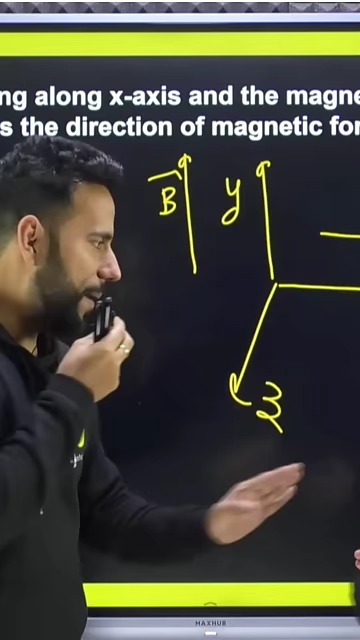 ng along x-axis and the magne
s the direction of magnetic for
B
y
z
MAXHUB